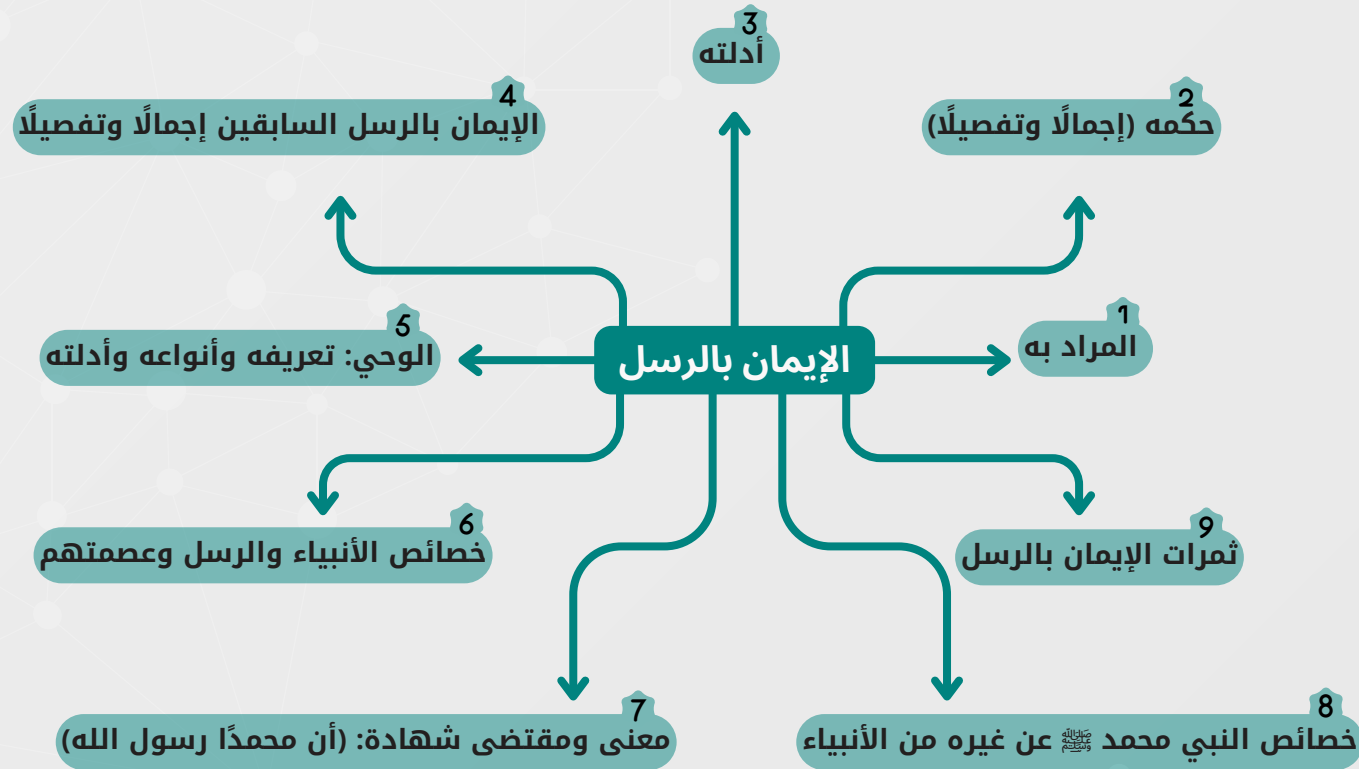 الإيمان بالرسل
1
المراد به
2
حكمه (إجمالًا وتفصيلًا)
3
أدلته
4
الإيمان بالرسل السابقين إجمالًا وتفصيلًا
5
الوحي: تعريفه وأنواعه وأدلته
6
خصائص الأنبياء والرسل وعصمتهم
7
معنى ومقتضى شهادة: (أن محمدًا رسول الله)
8
خصائص النبي محمد ﷺ عن غيره من الأنبياء
9
ثمرات الإيمان بالرسل